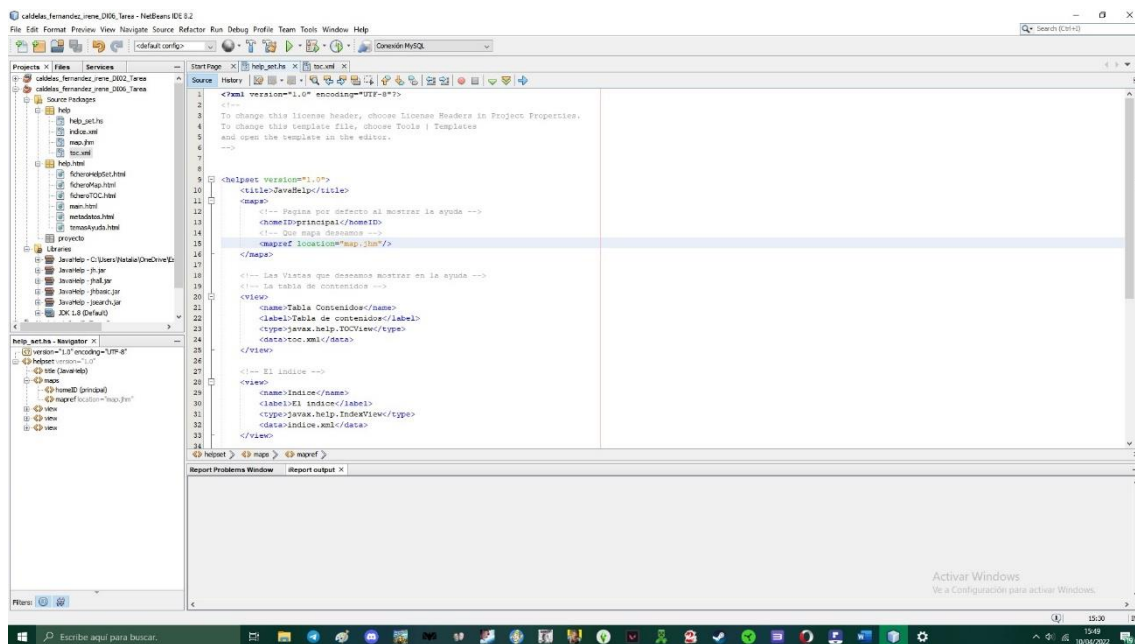 caldelas_fernandez_irene_DI06_Tarea - NetBeans IDE 8.2
File Edit Format Preview View Navigate Source Refactor Run Debug Profile Team Tools Window Help
Search (Ctrl+I)
<default config>
Conexión MySQL
Projects × Files Services
Start Page × help_set.hs × toc.xml ×
Source History
caldelas_fernandez_irene_DI02_Tarea
caldelas_fernandez_irene_DI06_Tarea
Source Packages
help
help_set.hs
indice.xml
map.jhm
toc.xml
help.html
ficheroHelpSet.html
ficheroMap.html
ficheroTOC.html
main.html
metadatos.html
temasAyuda.html
proyecto
Libraries
JavaHelp - C:\Users\Natalia\OneDrive\Es
JavaHelp - jh.jar
JavaHelp - jhall.jar
JavaHelp - jhbasic.jar
JavaHelp - jsearch.jar
JDK 1.8 (Default)
help_set.hs - Navigator ×
version="1.0" encoding="UTF-8"
helpset version="1.0"
title (JavaHelp)
maps
homeID (principal)
mapref location="map.jhm"
view
view
view
Filters:
1 <?xml version="1.0" encoding="UTF-8"?>
2 <!--
3 To change this license header, choose License Headers in Project Properties.
4 To change this template file, choose Tools | Templates
5 and open the template in the editor.
6 -->
7
8
9 <helpset version="1.0">
10 <title>JavaHelp</title>
11 <maps>
12 <!-- Pagina por defecto al mostrar la ayuda -->
13 <homeID>principal</homeID>
14 <!-- Que mapa deseamos -->
15 <mapref location="map.jhm"/>
16 </maps>
17
18 <!-- Las Vistas que deseamos mostrar en la ayuda -->
19 <!-- La tabla de contenidos -->
20 <view>
21 <name>Tabla Contenidos</name>
22 <label>Tabla de contenidos</label>
23 <type>javax.help.TOCView</type>
24 <data>toc.xml</data>
25 </view>
26
27 <!-- El indice -->
28 <view>
29 <name>Indice</name>
30 <label>El indice</label>
31 <type>javax.help.IndexView</type>
32 <data>indice.xml</data>
33 </view>
34
helpset > maps > mapref >
Report Problems Window iReport output ×
Activar Windows
Ve a Configuración para activar Windows.
15:30
Escribe aquí para buscar.
15:49
10/04/2022